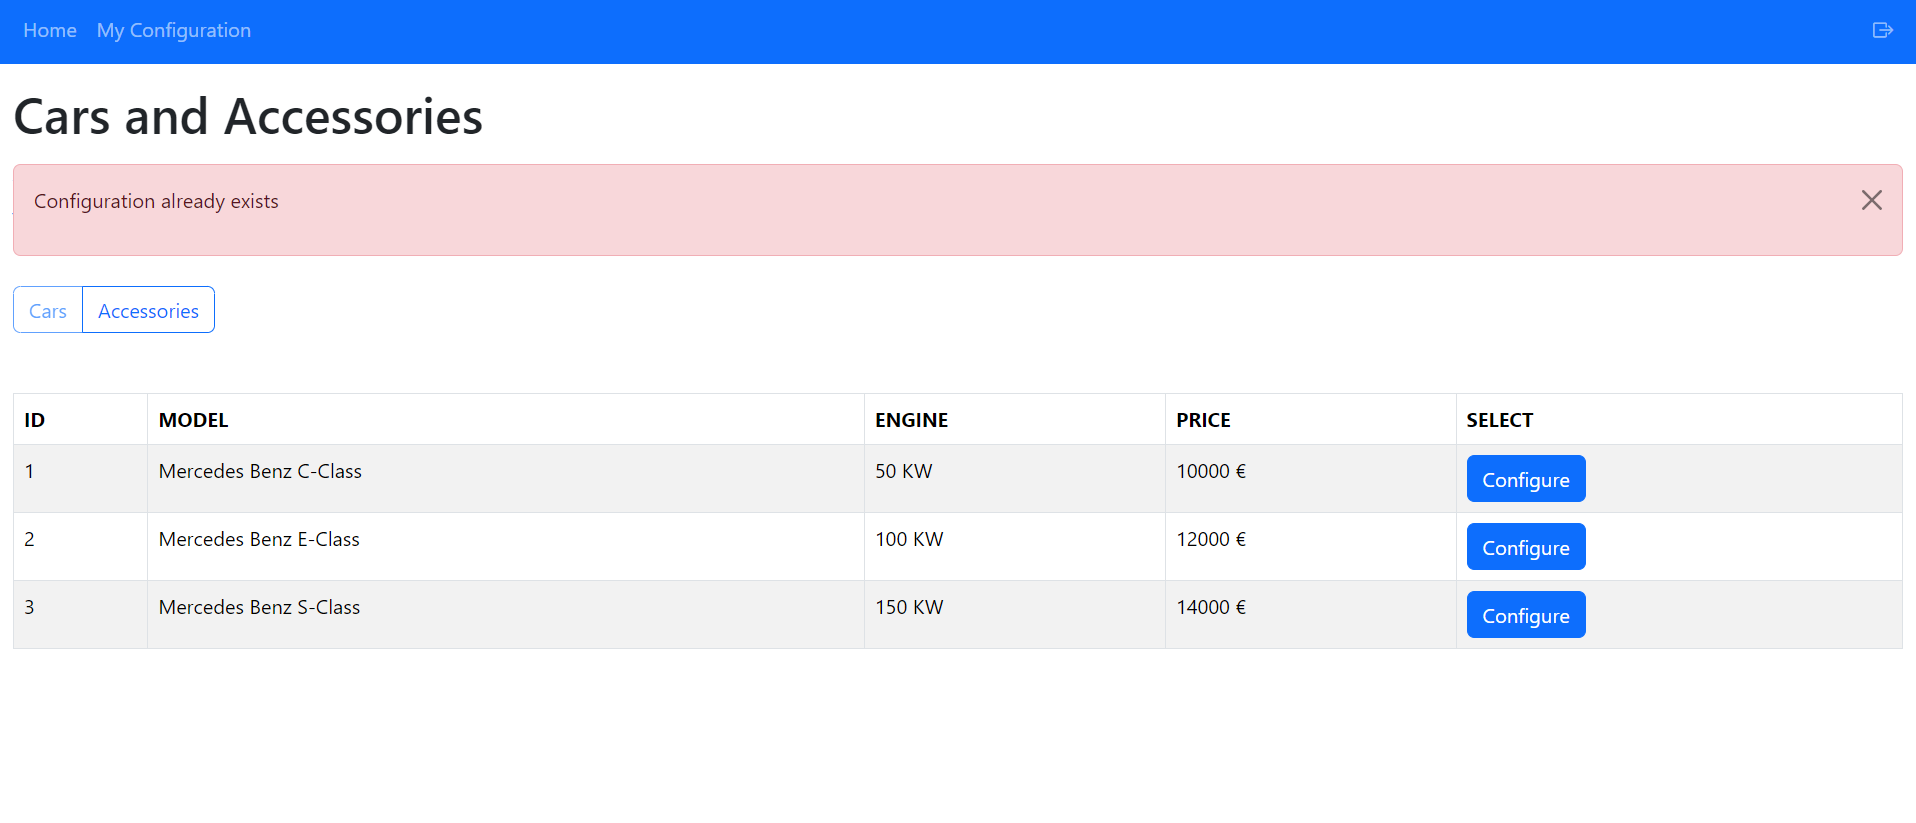 Home My Configuration
Cars and Accessories
Configuration already exists
Cars Accessories
ID MODEL ENGINE PRICE SELECT
1 Mercedes Benz C-Class 50 KW 10000 € Configure
2 Mercedes Benz E-Class 100 KW 12000 € Configure
3 Mercedes Benz S-Class 150 KW 14000 € Configure